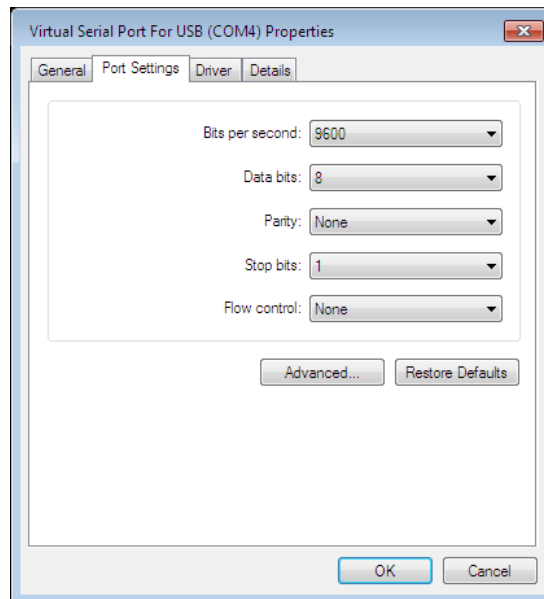 Virtual Serial Port For USB (COM4) Properties
General Port Settings Driver Details
Bits per second: 9600
Data bits: 8
Parity: None
Stop bits: 1
Flow control: None
Advanced... Restore Defaults
OK Cancel